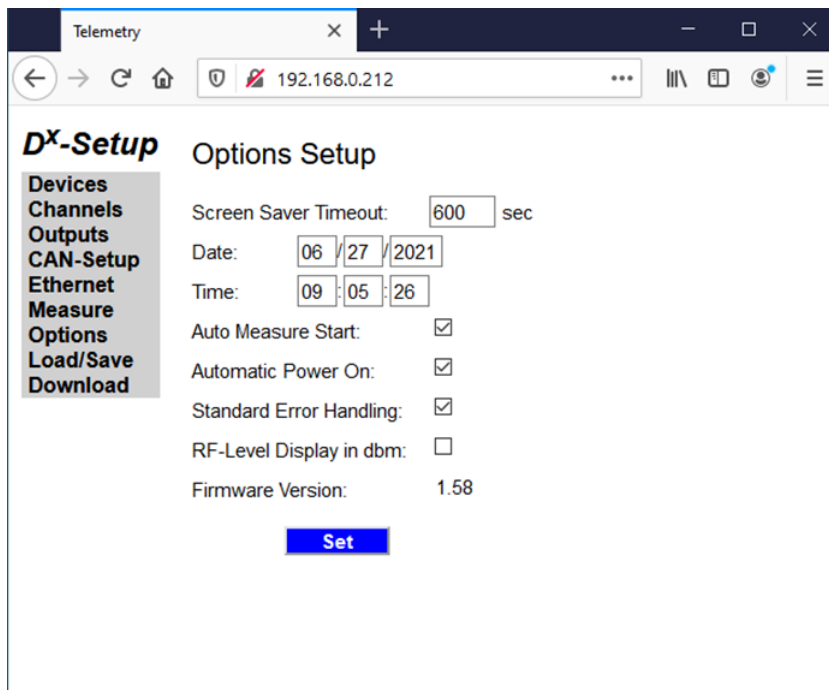 Telemetry
192.168.0.212
Dx-Setup
Devices
Channels
Outputs
CAN-Setup
Ethernet
Measure
Options
Load/Save
Download
Options Setup
Screen Saver Timeout: 600 sec
Date: 06/27/2021
Time: 09:05:26
Auto Measure Start:
Automatic Power On:
Standard Error Handling:
RF-Level Display in dbm:
Firmware Version: 1.58
Set